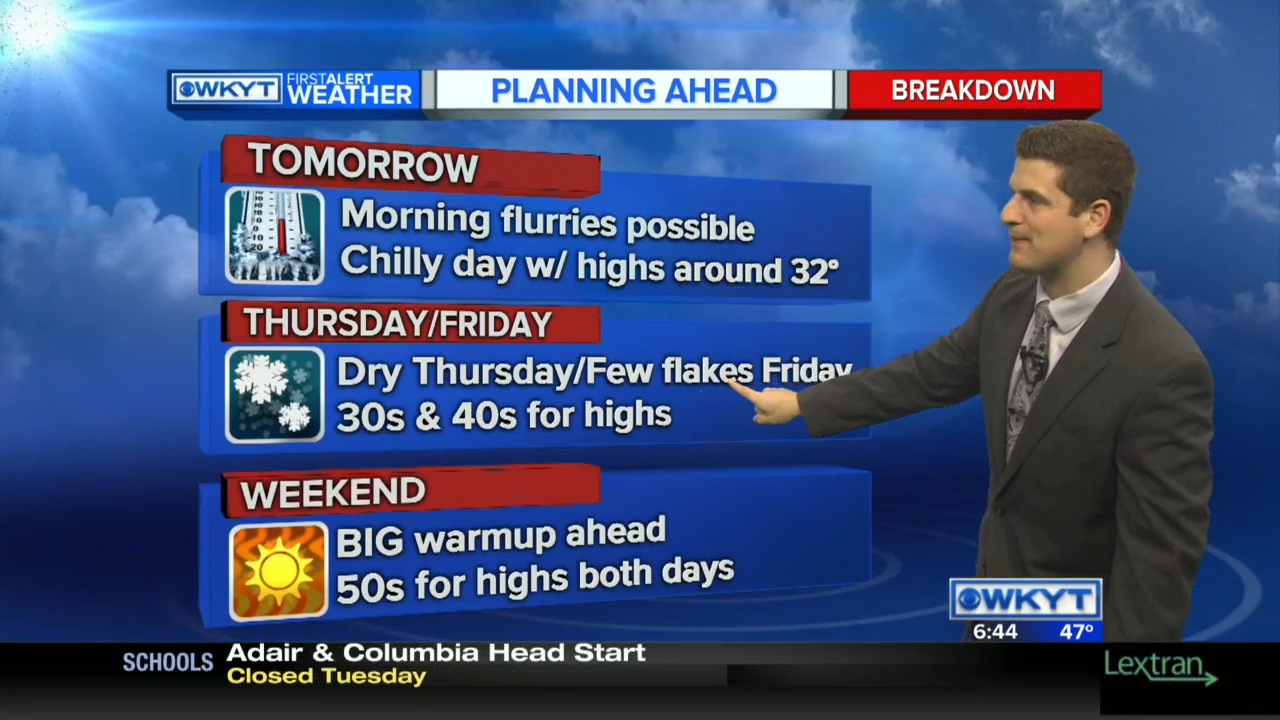 WKYT FIRST ALERT WEATHER
PLANNING AHEAD
BREAKDOWN
TOMORROW
Morning flurries possible
Chilly day w/ highs around 32°
THURSDAY/FRIDAY
Dry Thursday/Few flakes Friday
30s & 40s for highs
WEEKEND
BIG warmup ahead
50s for highs both days
WKYT
6:44 47°
SCHOOLS
Adair & Columbia Head Start
Closed Tuesday
Lextran